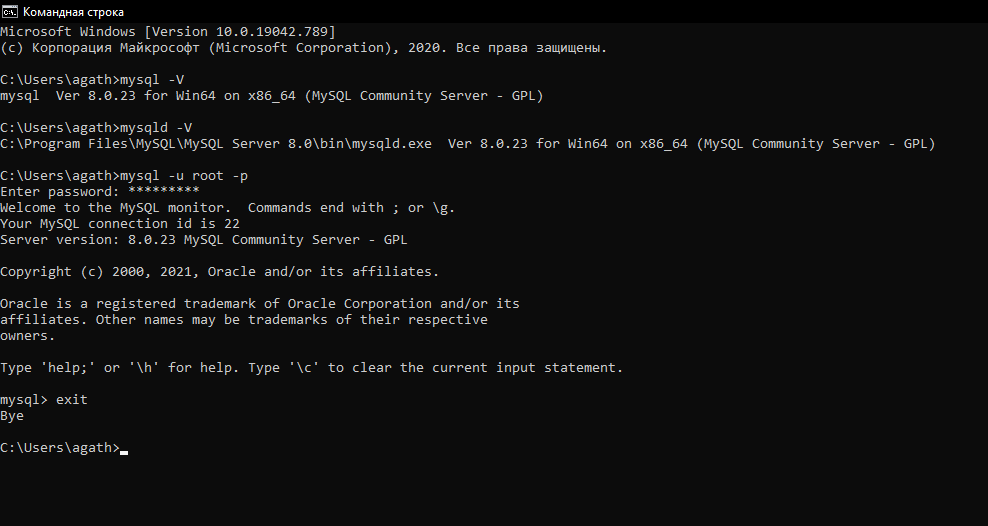 Командная строка
Microsoft Windows [Version 10.0.19042.789]
(c) Корпорация Майкрософт (Microsoft Corporation), 2020. Все права защищены.
C:\Users\agath>mysql -V
mysql  Ver 8.0.23 for Win64 on x86_64 (MySQL Community Server - GPL)
C:\Users\agath>mysqld -V
C:\Program Files\MySQL\MySQL Server 8.0\bin\mysqld.exe  Ver 8.0.23 for Win64 on x86_64 (MySQL Community Server - GPL)
C:\Users\agath>mysql -u root -p
Enter password: *********
Welcome to the MySQL monitor.  Commands end with ; or \g.
Your MySQL connection id is 22
Server version: 8.0.23 MySQL Community Server - GPL
Copyright (c) 2000, 2021, Oracle and/or its affiliates.
Oracle is a registered trademark of Oracle Corporation and/or its
affiliates. Other names may be trademarks of their respective
owners.
Type 'help;' or '\h' for help. Type '\c' to clear the current input statement.
mysql> exit
Bye
C:\Users\agath>